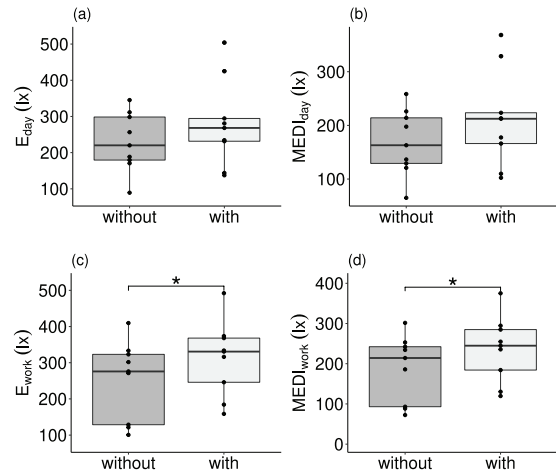 (a)
500
400
300
200
100
E_day (lx)
without with
(b)
300
200
100
MEDI_day (lx)
without with
(c)
500
400
300
200
100
E_work (lx)
*
without with
(d)
400
300
200
100
0
MEDI_work (lx)
*
without with